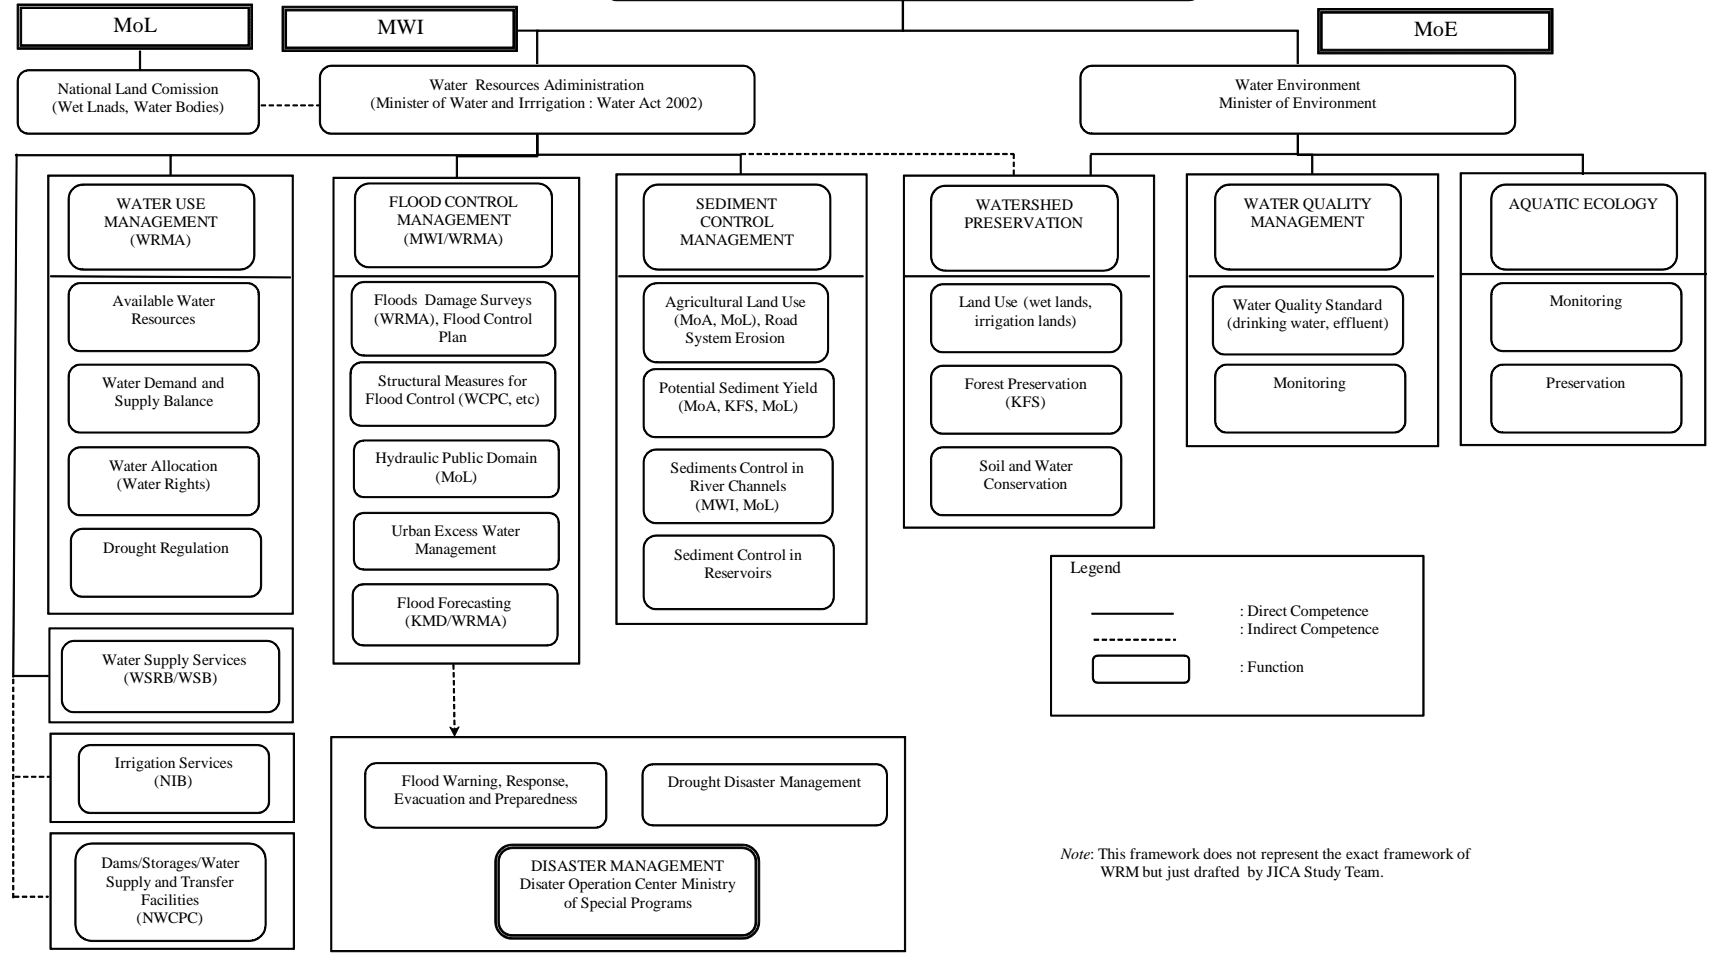 MoL
MWI
MoE
National Land Comission
(Wet Lnads, Water Bodies)
Water Resources Adiministration
(Minister of Water and Irrrigation : Water Act 2002)
Water Environment
Minister of Environment
WATER USE
MANAGEMENT
(WRMA)
Available Water
Resources
Water Demand and
Supply Balance
Water Allocation
(Water Rights)
Drought Regulation
Water Supply Services
(WSRB/WSB)
Irrigation Services
(NIB)
Dams/Storages/Water
Supply and Transfer
Facilities
(NWCPC)
FLOOD CONTROL
MANAGEMENT
(MWI/WRMA)
Floods Damage Surveys
(WRMA), Flood Control
Plan
Structural Measures for
Flood Control (WCPC, etc)
Hydraulic Public Domain
(MoL)
Urban Excess Water
Management
Flood Forecasting
(KMD/WRMA)
SEDIMENT
CONTROL
MANAGEMENT
Agricultural Land Use
(MoA, MoL), Road
System Erosion
Potential Sediment Yield
(MoA, KFS, MoL)
Sediments Control in
River Channels
(MWI, MoL)
Sediment Control in
Reservoirs
WATERSHED
PRESERVATION
Land Use (wet lands,
irrigation lands)
Forest Preservation
(KFS)
Soil and Water
Conservation
WATER QUALITY
MANAGEMENT
Water Quality Standard
(drinking water, effluent)
Monitoring
AQUATIC ECOLOGY
Monitoring
Preservation
Legend
: Direct Competence
: Indirect Competence
: Function
Flood Warning, Response,
Evacuation and Preparedness
Drought Disaster Management
DISASTER MANAGEMENT
Disater Operation Center Ministry
of Special Programs
Note: This framework does not represent the exact framework of
WRM but just drafted by JICA Study Team.